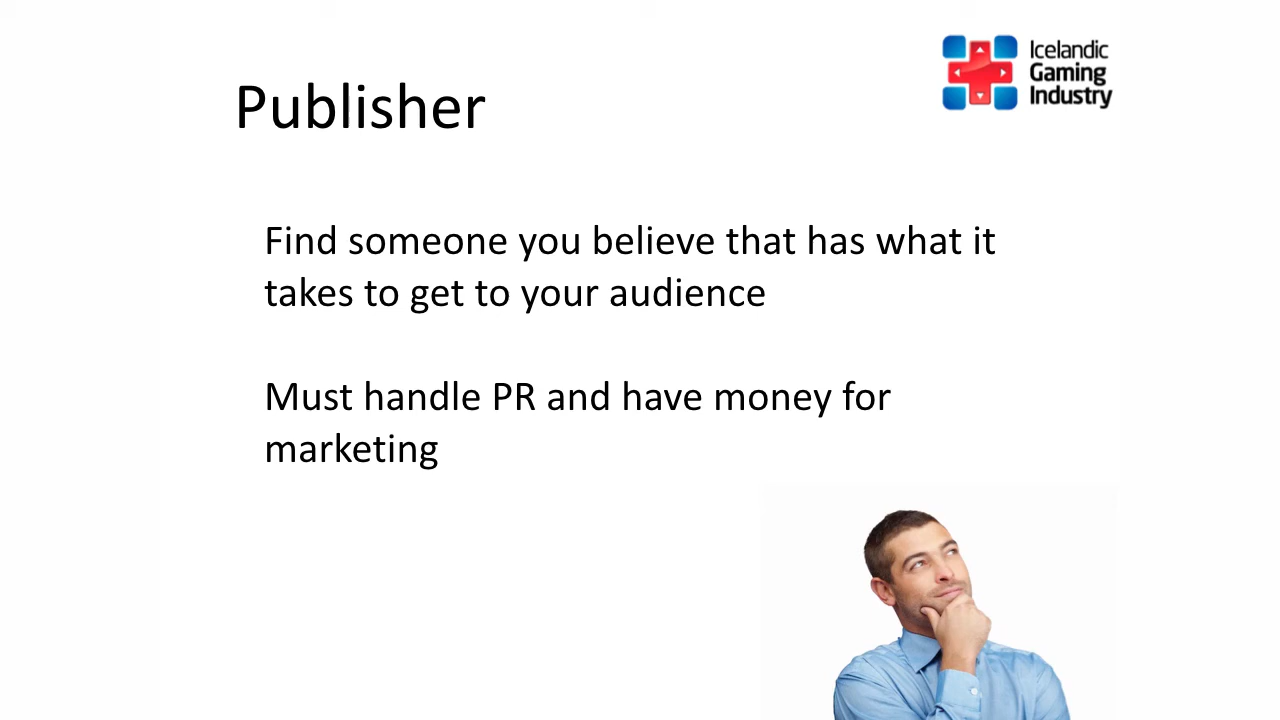 Icelandic
Gaming
Industry
Publisher
Find someone you believe that has what it
takes to get to your audience
Must handle PR and have money for
marketing